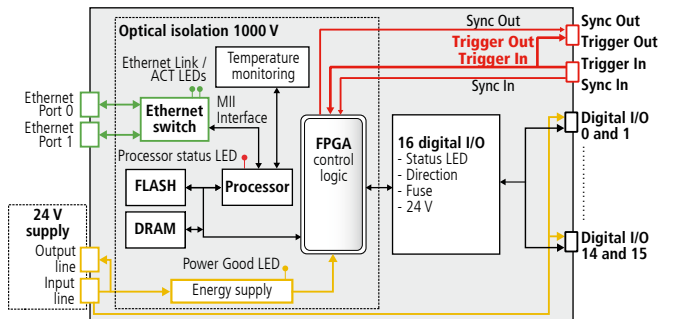 Optical isolation 1000 V
Sync Out
Sync Out
Trigger Out
Trigger Out
Trigger In
Trigger In
Sync In
Sync In
Ethernet Link /
ACT LEDs
Temperature
monitoring
Ethernet
Port 0
Ethernet
Port 1
Ethernet
switch
MII
Interface
Digital I/O
0 and 1
FPGA
control
logic
16 digital I/O
- Status LED
- Direction
- Fuse
- 24 V
Processor status LED
FLASH
Processor
DRAM
24 V
supply
Output
line
Input
line
Power Good LED
Energy supply
Digital I/O
14 and 15